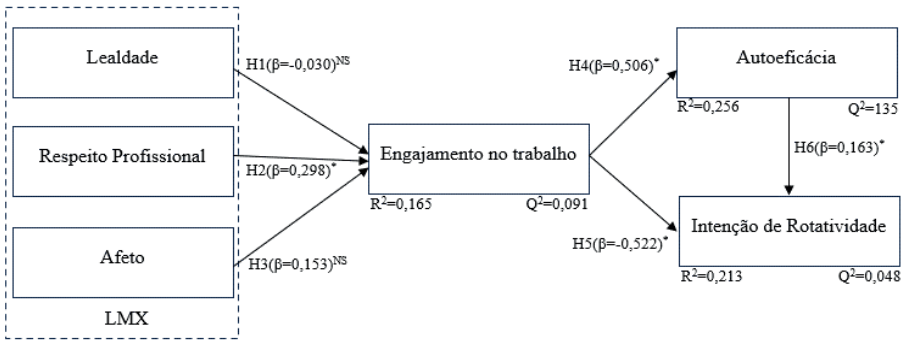 Lealdade
H1(β=-0,030)NS
Respeito Profissional
H2(β=0,298)*
Afeto
H3(β=0,153)NS
LMX
Engajamento no trabalho
R2=0,165
Q2=0,091
H4(β=0,506)*
Autoeficácia
R2=0,256
Q2=135
H6(β=0,163)*
H5(β=-0,522)*
Intenção de Rotatividade
R2=0,213
Q2=0,048